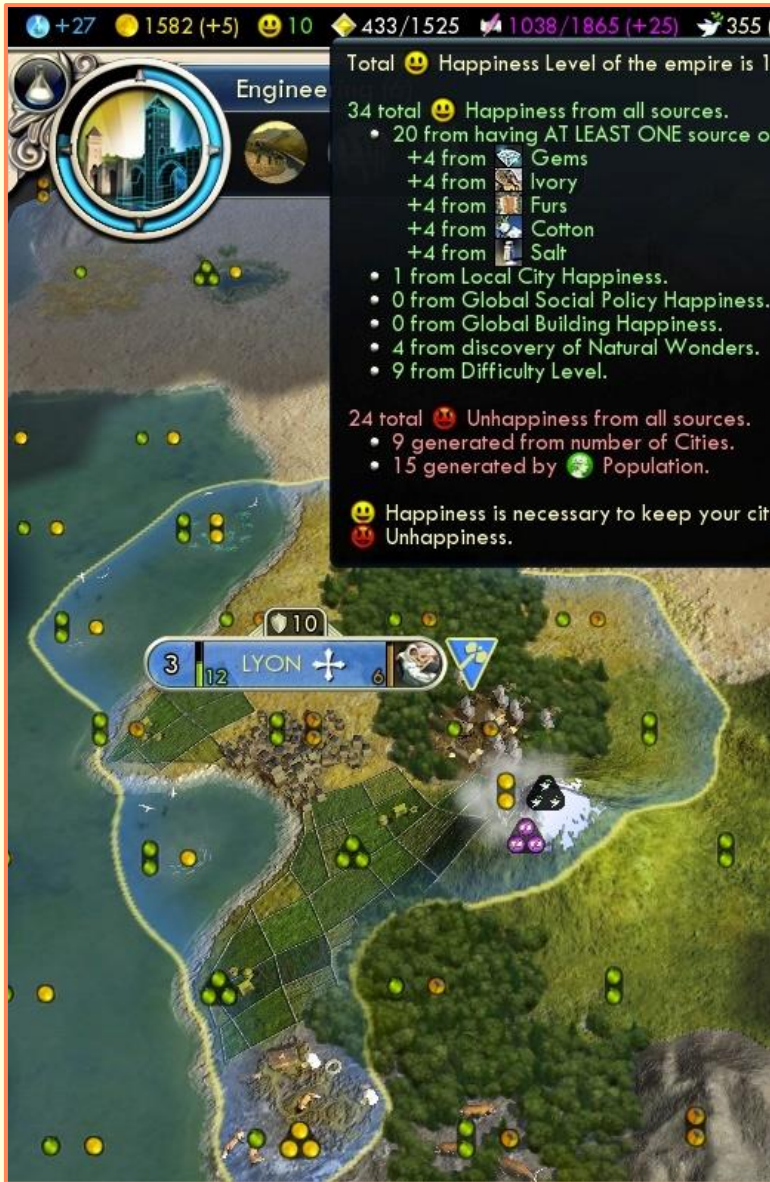 +27 1582 (+5) 10 433/1525 1038/1865 (+25) 355
Total Happiness Level of the empire is 1
Enginee
34 total Happiness from all sources.
20 from having AT LEAST ONE source o
+4 from Gems
+4 from Ivory
+4 from Furs
+4 from Cotton
+4 from Salt
1 from Local City Happiness.
0 from Global Social Policy Happiness.
0 from Global Building Happiness.
4 from discovery of Natural Wonders.
9 from Difficulty Level.
24 total Unhappiness from all sources.
9 generated from number of Cities.
15 generated by Population.
Happiness is necessary to keep your cit
Unhappiness.
10
3 12 LYON 6